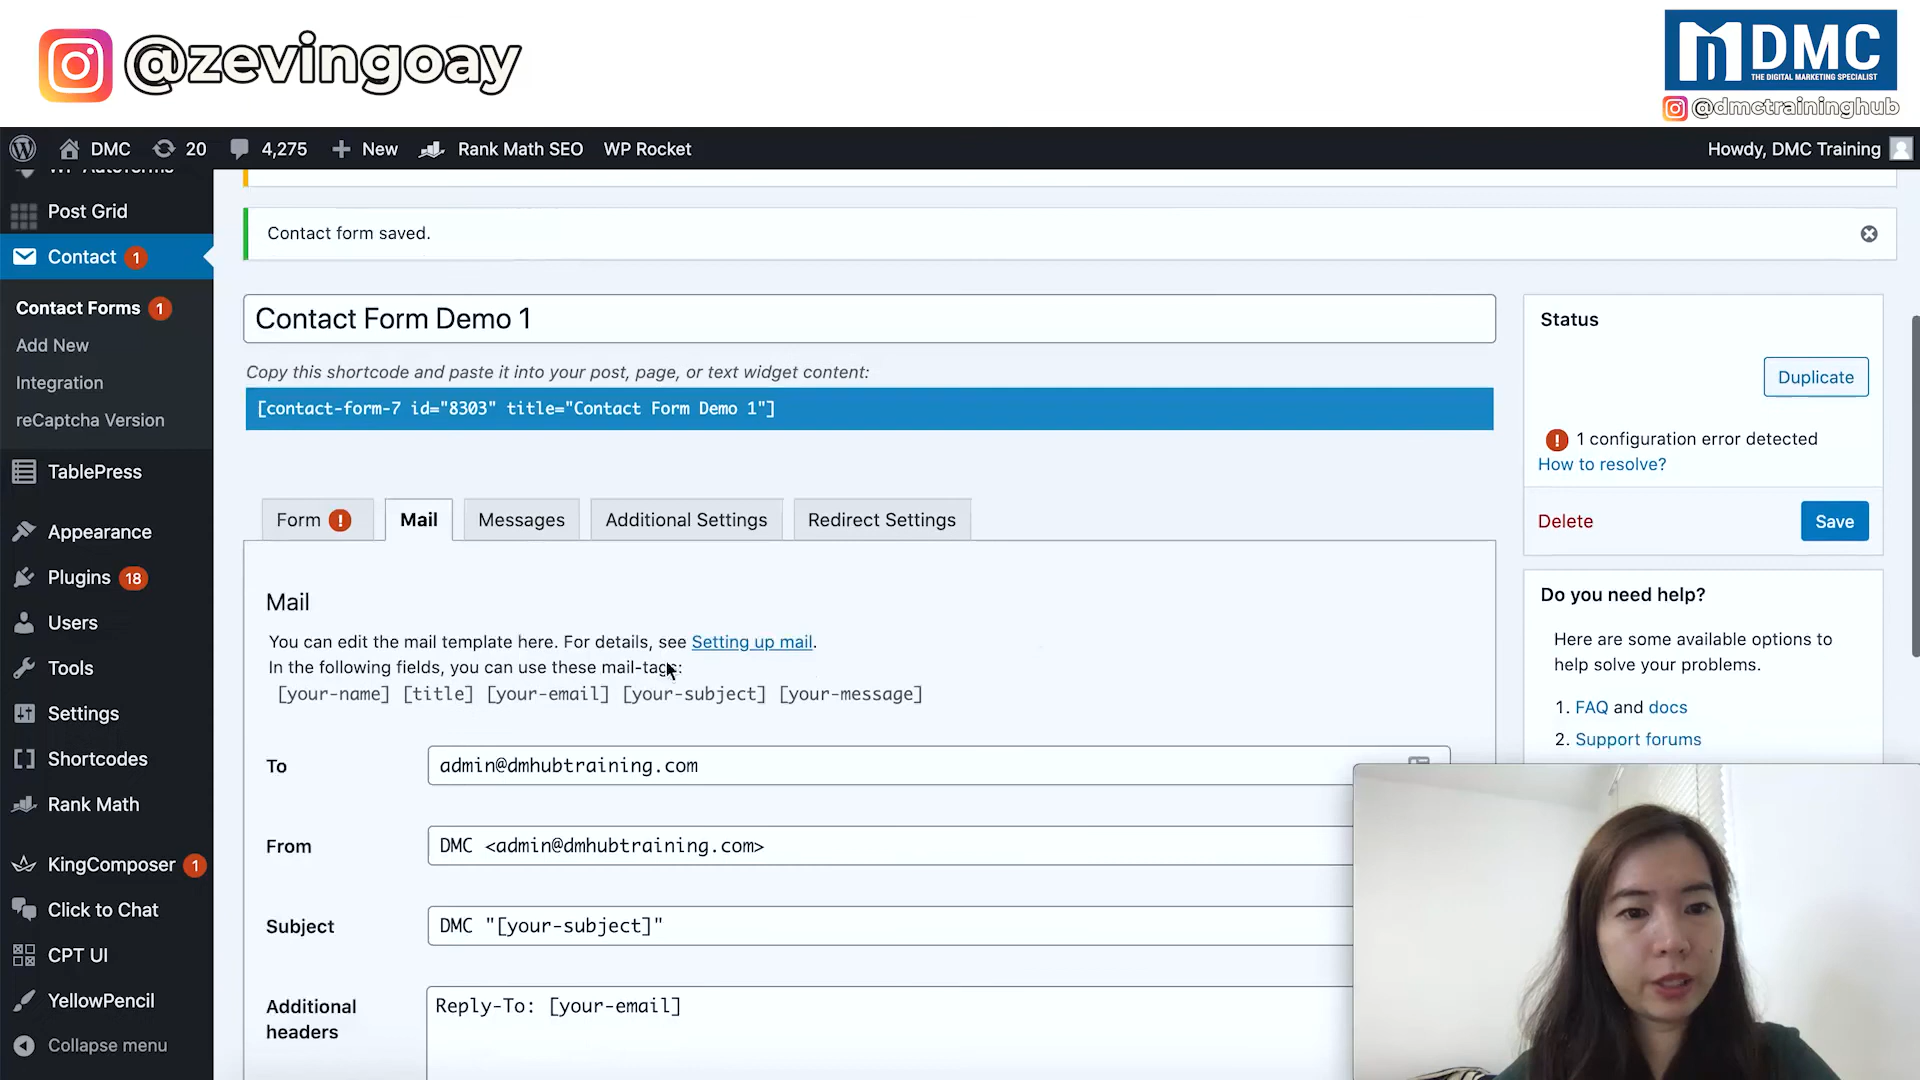 @zevingoay
DMC
THE DIGITAL MARKETING SPECIALIST
@dmctraininghub
DMC 20 4,275 New Rank Math SEO WP Rocket Howdy, DMC Training
WP Autoforms
Post Grid
Contact 1
Contact Forms 1
Add New
Integration
reCaptcha Version
TablePress
Appearance
Plugins 18
Users
Tools
Settings
Shortcodes
Rank Math
KingComposer 1
Click to Chat
CPT UI
YellowPencil
Collapse menu
Contact form saved.
Contact Form Demo 1
Copy this shortcode and paste it into your post, page, or text widget content:
[contact-form-7 id="8303" title="Contact Form Demo 1"]
Form ! Mail Messages Additional Settings Redirect Settings
Mail
You can edit the mail template here. For details, see Setting up mail.
In the following fields, you can use these mail-tags:
[your-name] [title] [your-email] [your-subject] [your-message]
To admin@dmhubtraining.com
From DMC <admin@dmhubtraining.com>
Subject DMC "[your-subject]"
Additional headers Reply-To: [your-email]
Status
Duplicate
! 1 configuration error detected
How to resolve?
Delete Save
Do you need help?
Here are some available options to
help solve your problems.
1. FAQ and docs
2. Support forums